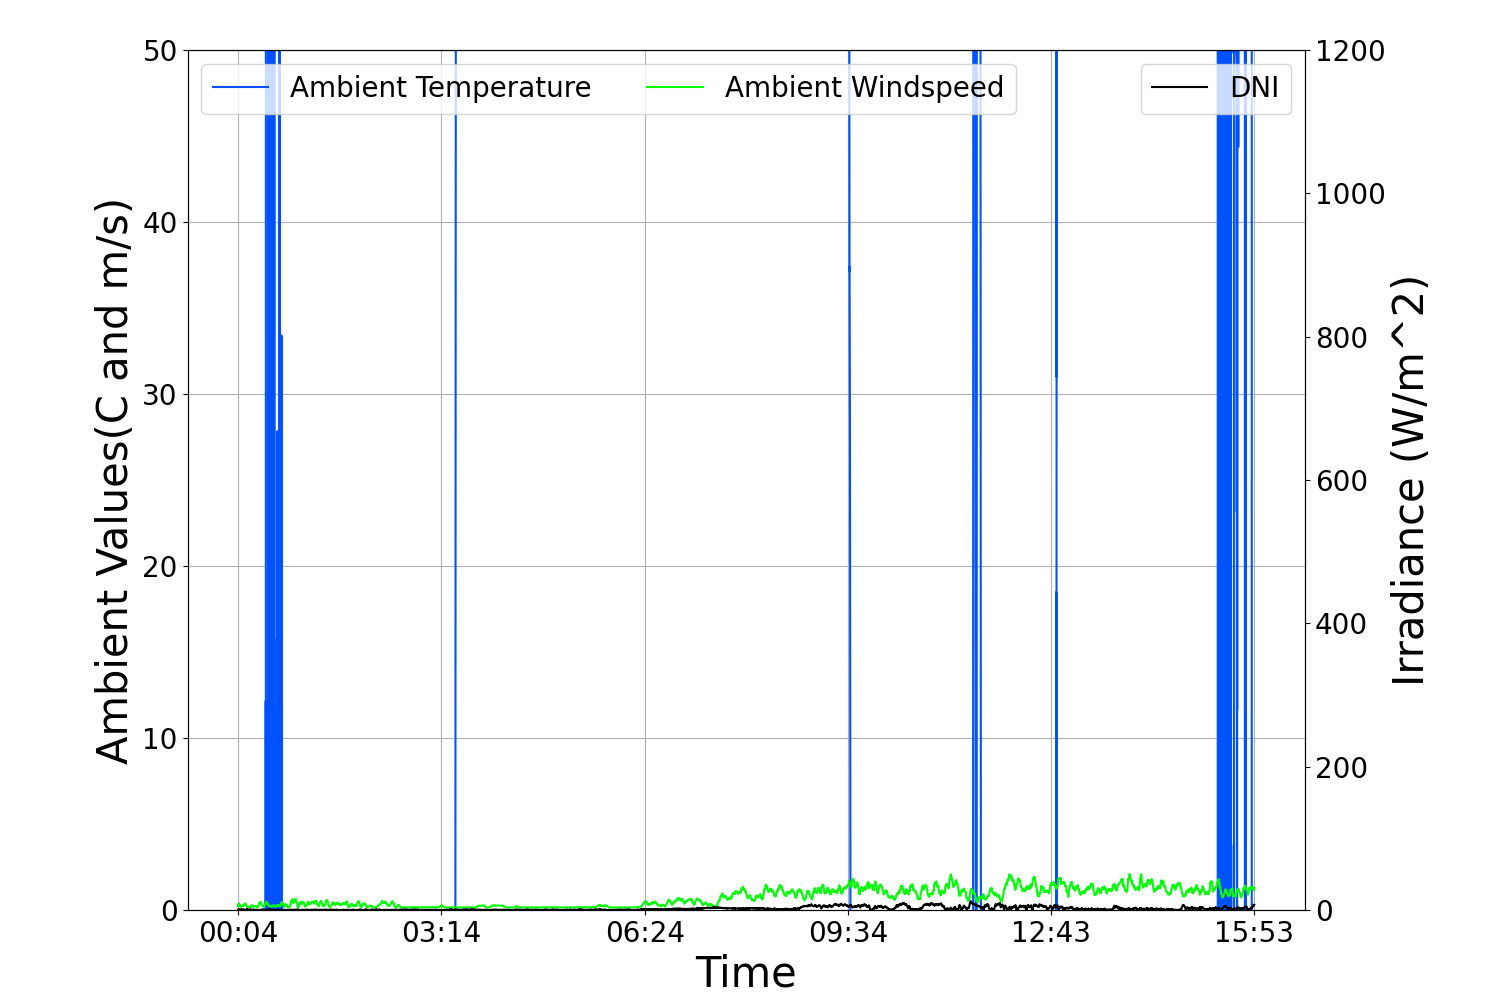 Ambient Temperature Ambient Windspeed DNI
Ambient Values(C and m/s)
50
40
30
20
10
0
1200
1000
800
600
400
200
0
Irradiance (W/m^2)
00:04 03:14 06:24 09:34 12:43 15:53
Time